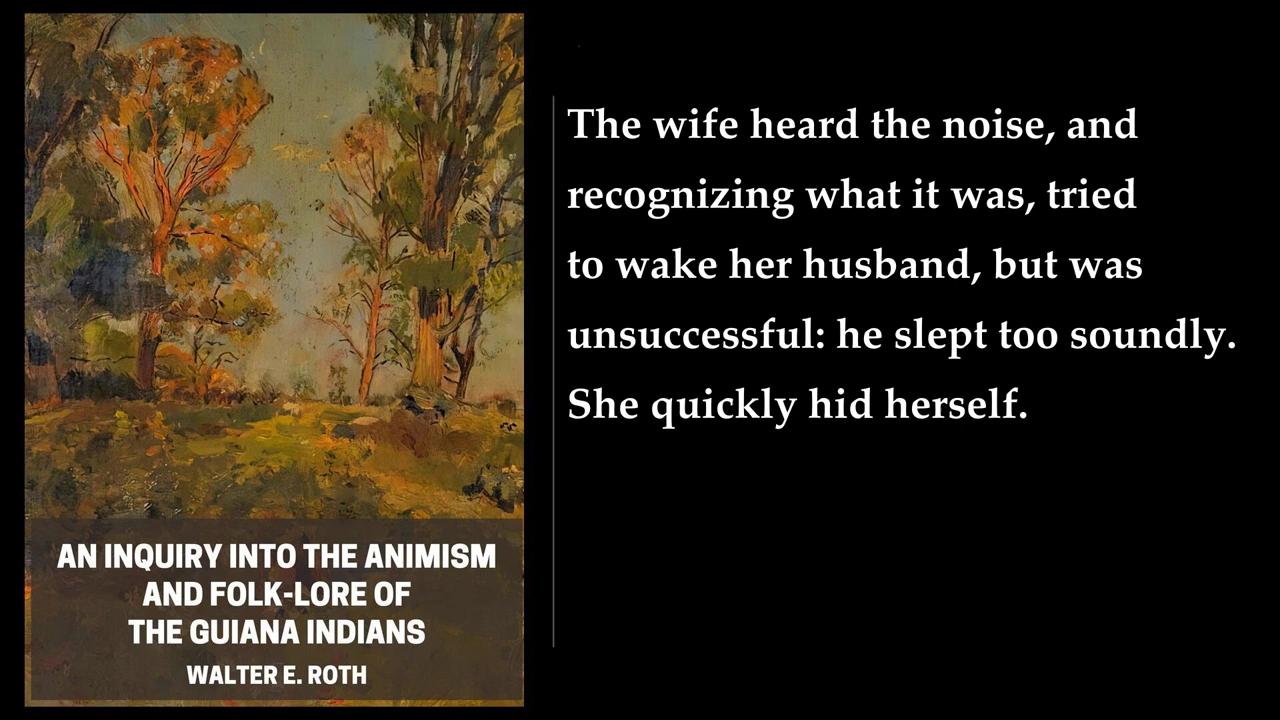 The wife heard the noise, and
recognizing what it was, tried
to wake her husband, but was
unsuccessful: he slept too soundly.
She quickly hid herself.
AN INQUIRY INTO THE ANIMISM
AND FOLK-LORE OF
THE GUIANA INDIANS
WALTER E. ROTH